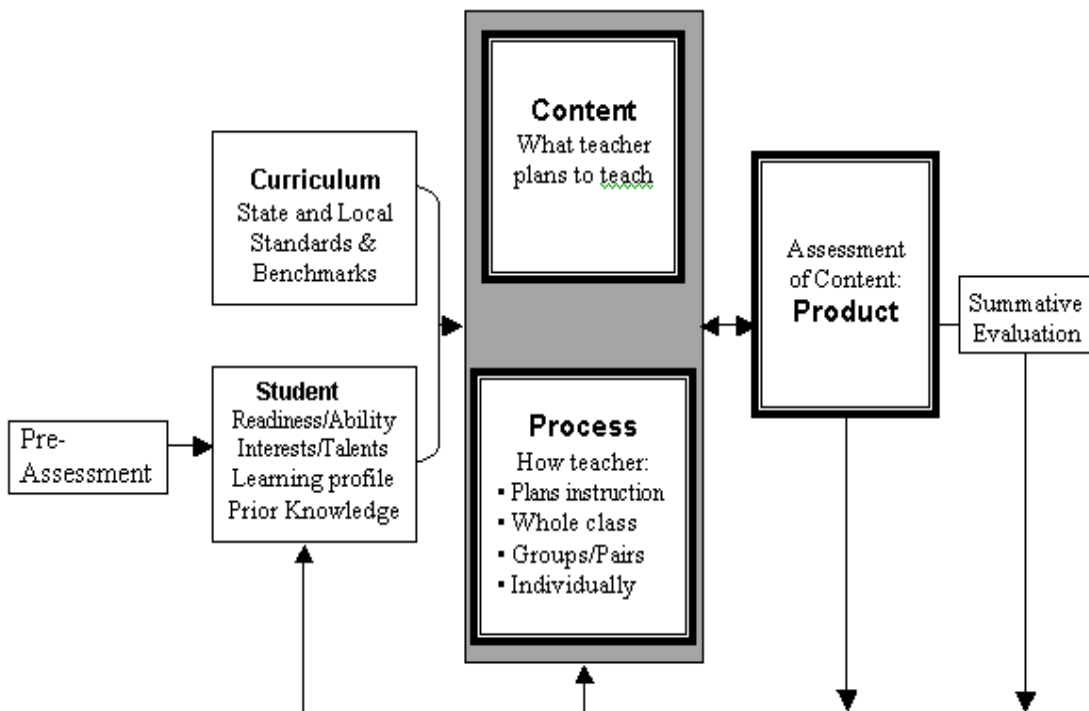 Content
What teacher
plans to teach
Curriculum
State and Local
Standards &
Benchmarks
Assessment
of Content:
Product
Summative
Evaluation
Student
Readiness/Ability
Interests/Talents
Learning profile
Prior Knowledge
Pre-
Assessment
Process
How teacher:
▪ Plans instruction
▪ Whole class
▪ Groups/Pairs
▪ Individually